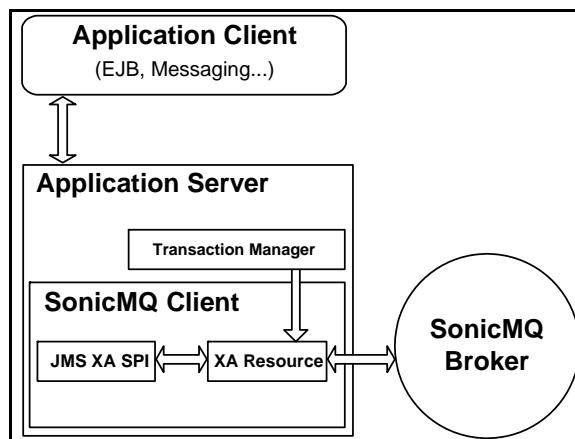 Application Client
(EJB, Messaging...)
Application Server
Transaction Manager
SonicMQ Client
JMS XA SPI
XA Resource
SonicMQ
Broker